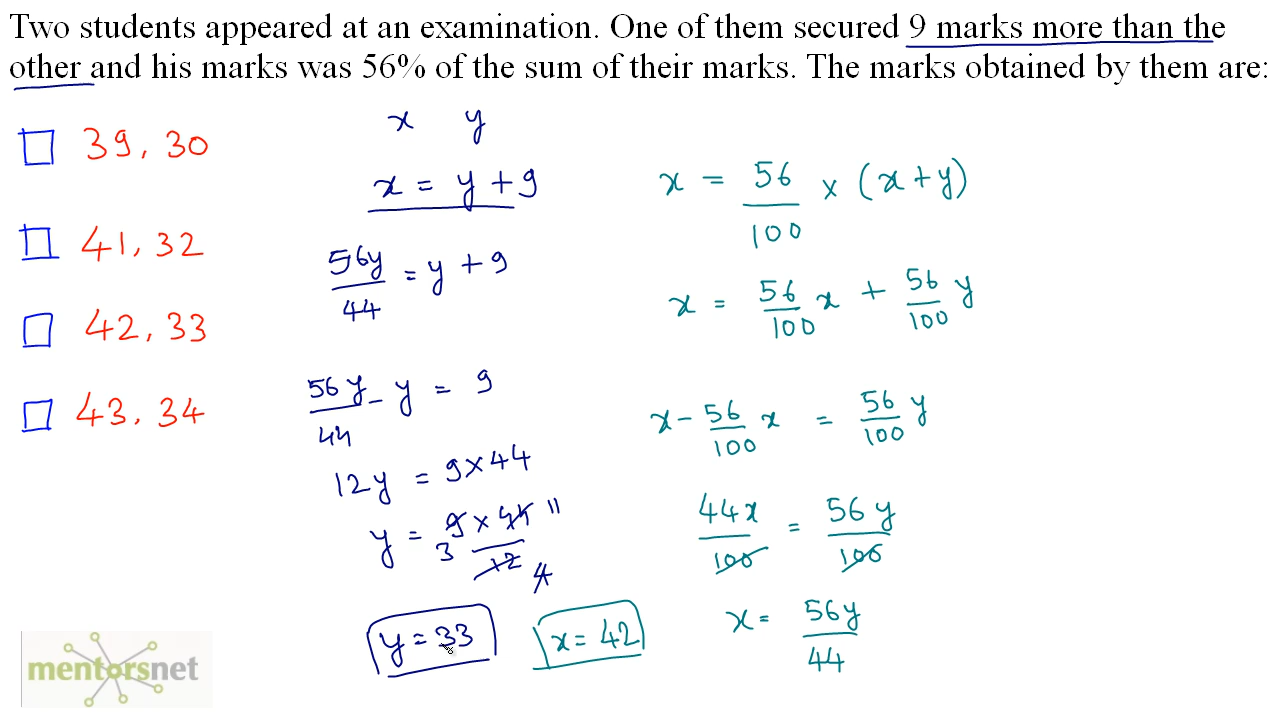 Two students appeared at an examination. One of them secured 9 marks more than the
other and his marks was 56% of the sum of their marks. The marks obtained by them are:
39, 30
41, 32
42, 33
43, 34
x y
x = y + 9
56y/44 = y + 9
56y/44 - y = 9
12y = 9 x 44
y = 9 x 44 / 12
3 11 4
y = 33
x = 42
x = 56/100 x (x + y)
x = 56/100 x + 56/100 y
x - 56/100 x = 56/100 y
44x/100 = 56y/100
x = 56y/44
mentorsnet